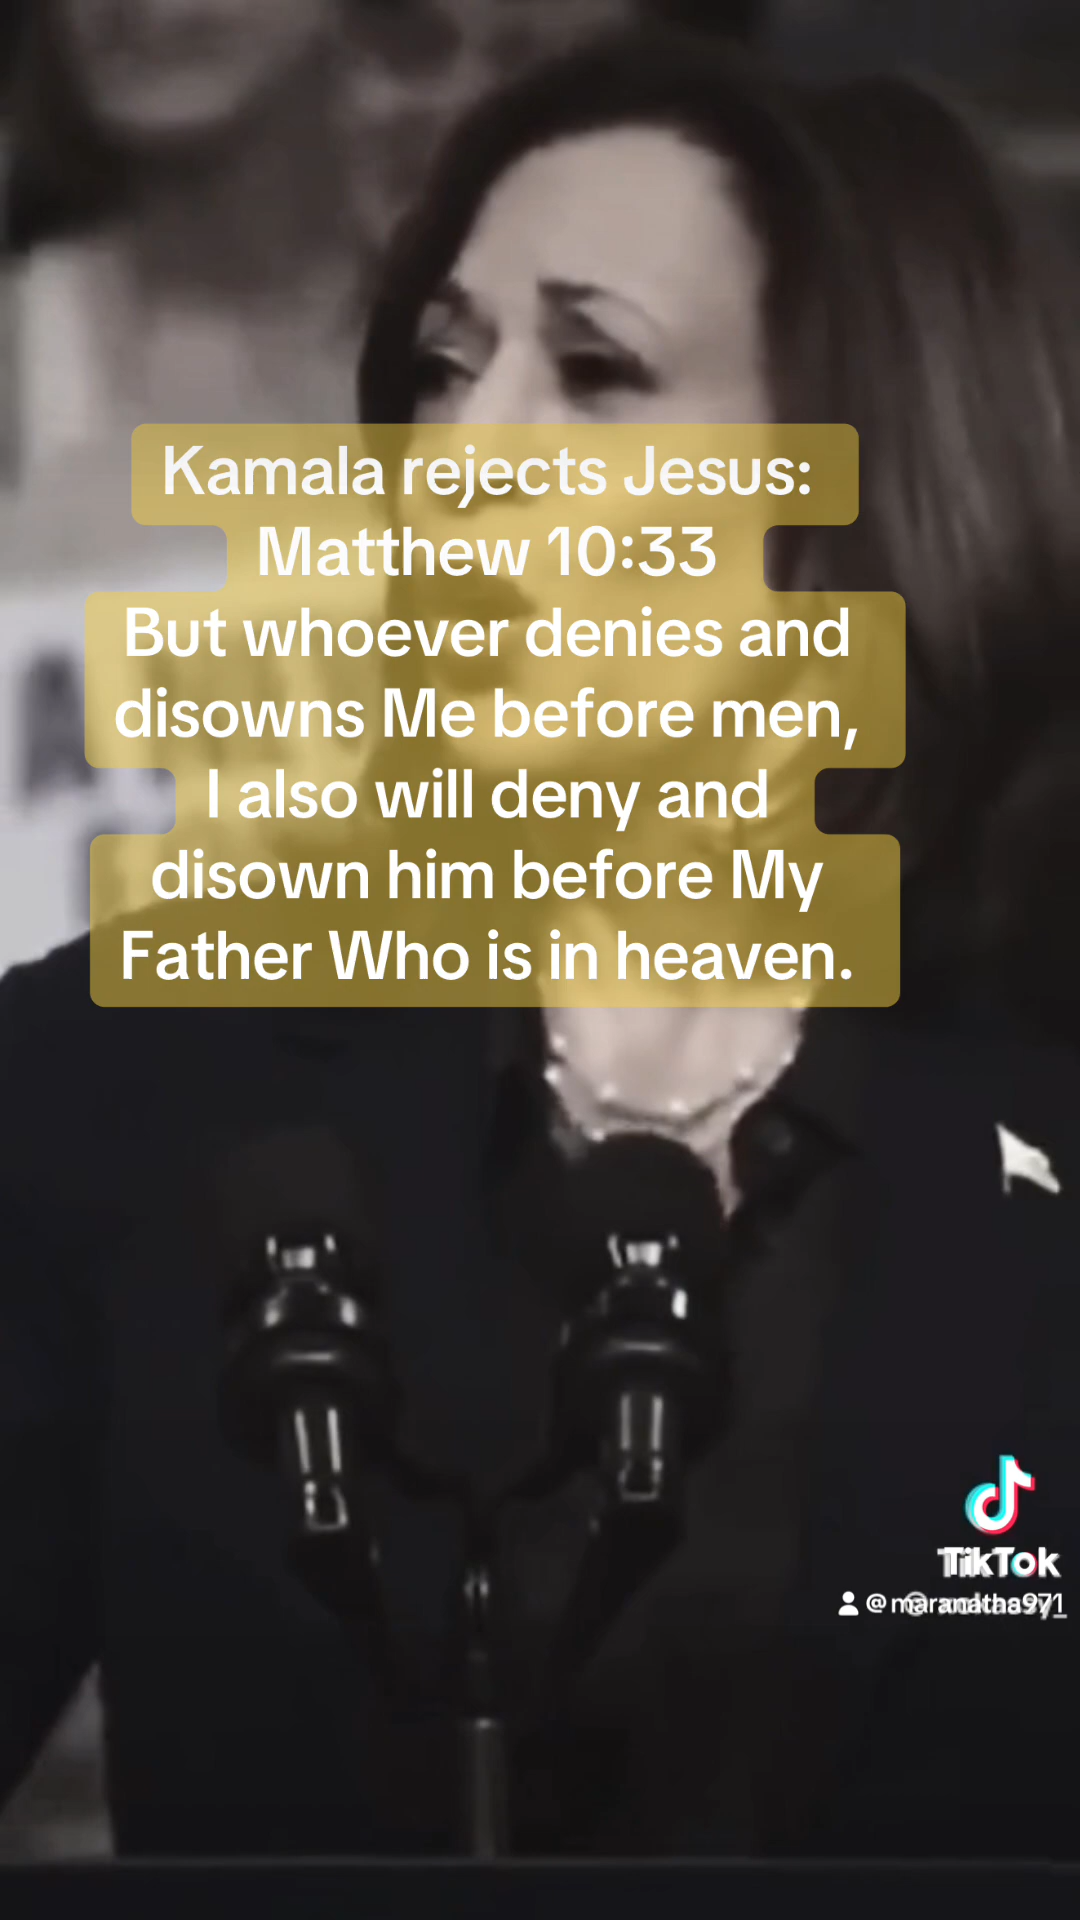 Kamala rejects Jesus:
Matthew 10:33
But whoever denies and
disowns Me before men,
I also will deny and
disown him before My
Father Who is in heaven.
TikTok
@maranatha971